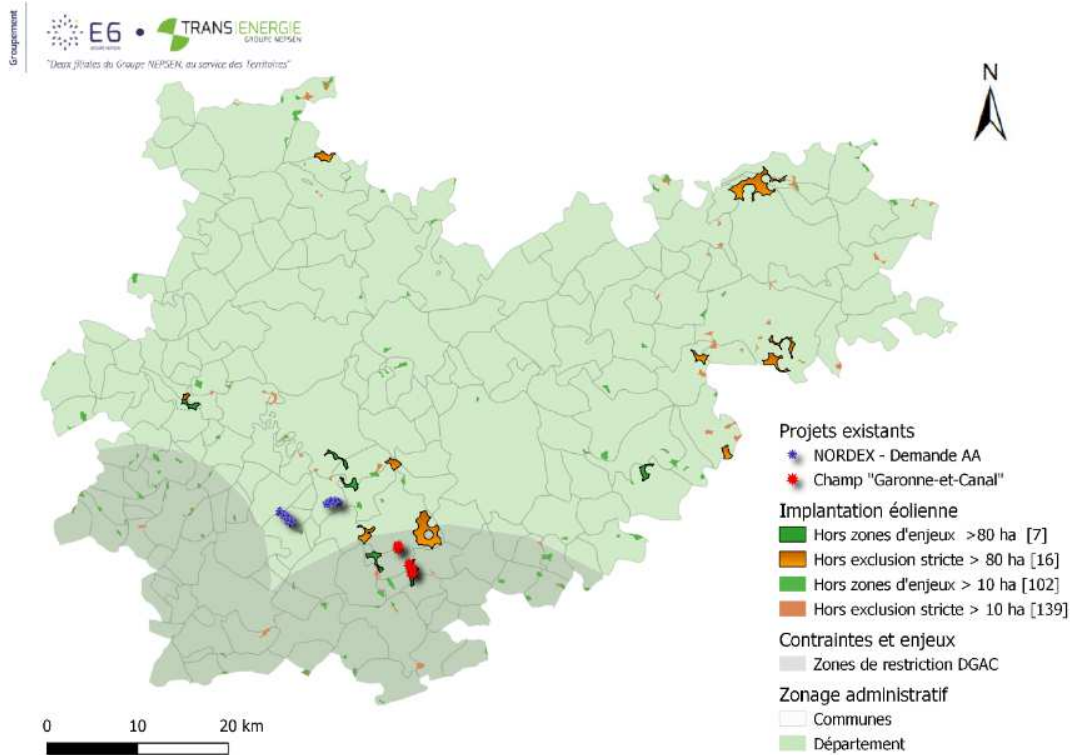 Groupement
E6
TRANS ENERGIE
GROUPE NEPSEN
"Deux filiales du Groupe NEPSEN, au service des Territoires"
N
Projets existants
NORDEX - Demande AA
Champ "Garonne-et-Canal"
Implantation éolienne
Hors zones d'enjeux >80 ha [7]
Hors exclusion stricte > 80 ha [16]
Hors zones d'enjeux > 10 ha [102]
Hors exclusion stricte > 10 ha [139]
Contraintes et enjeux
Zones de restriction DGAC
Zonage administratif
Communes
Département
0 10 20 km